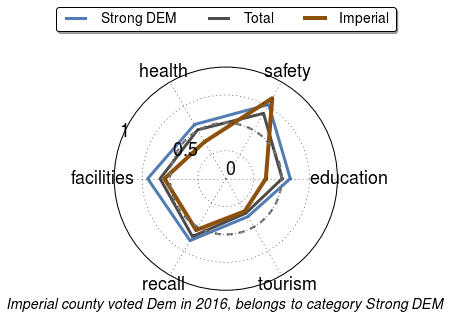 Strong DEM Total Imperial
health safety
1
0.5
0
facilities education
recall tourism
Imperial county voted Dem in 2016, belongs to category Strong DEM